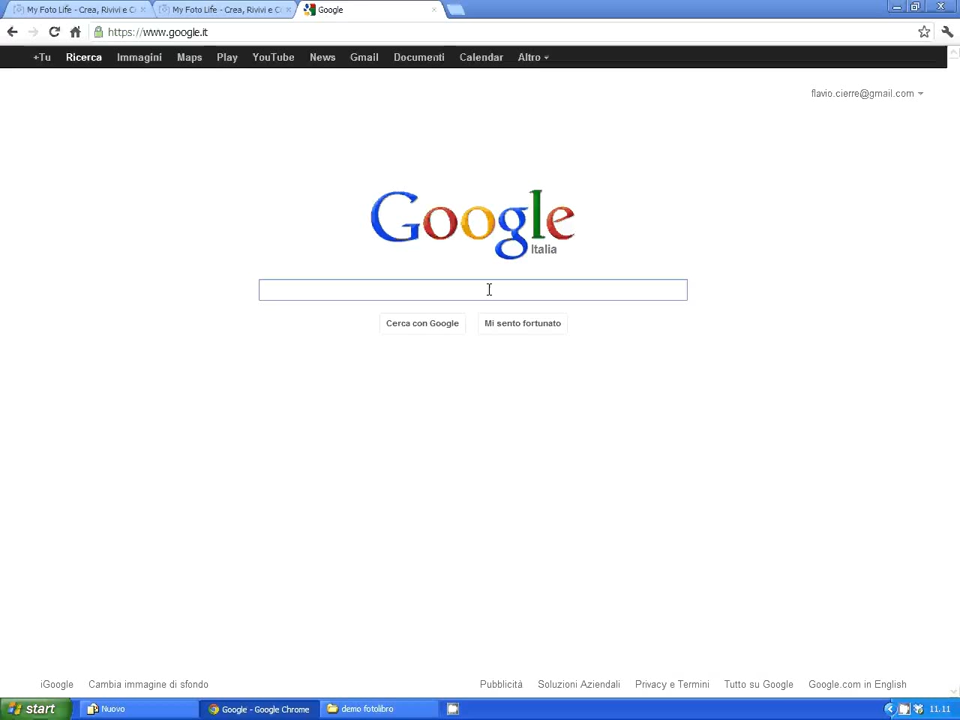 My Foto Life - Crea, Rivivi e C
My Foto Life - Crea, Rivivi e C
Google
https://www.google.it
+Tu Ricerca Immagini Maps Play YouTube News Gmail Documenti Calendar Altro
flavio.cierre@gmail.com
Google
Italia
Cerca con Google Mi sento fortunato
iGoogle Cambia immagine di sfondo Pubblicità Soluzioni Aziendali Privacy e Termini Tutto su Google Google.com in English
start Nuovo Google - Google Chrome demo fotolibro 11.11